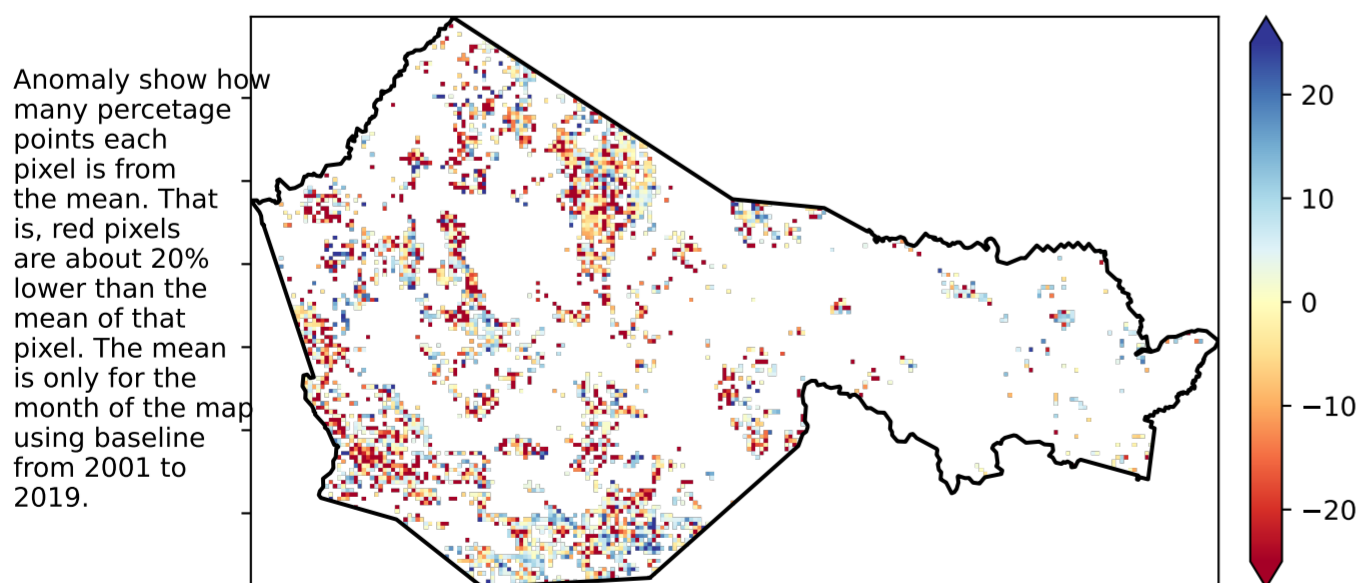 Anomaly show how
many percetage
points each
pixel is from
the mean. That
is, red pixels
are about 20%
lower than the
mean of that
pixel. The mean
is only for the
month of the map
using baseline
from 2001 to
2019.
20
10
0
−10
−20